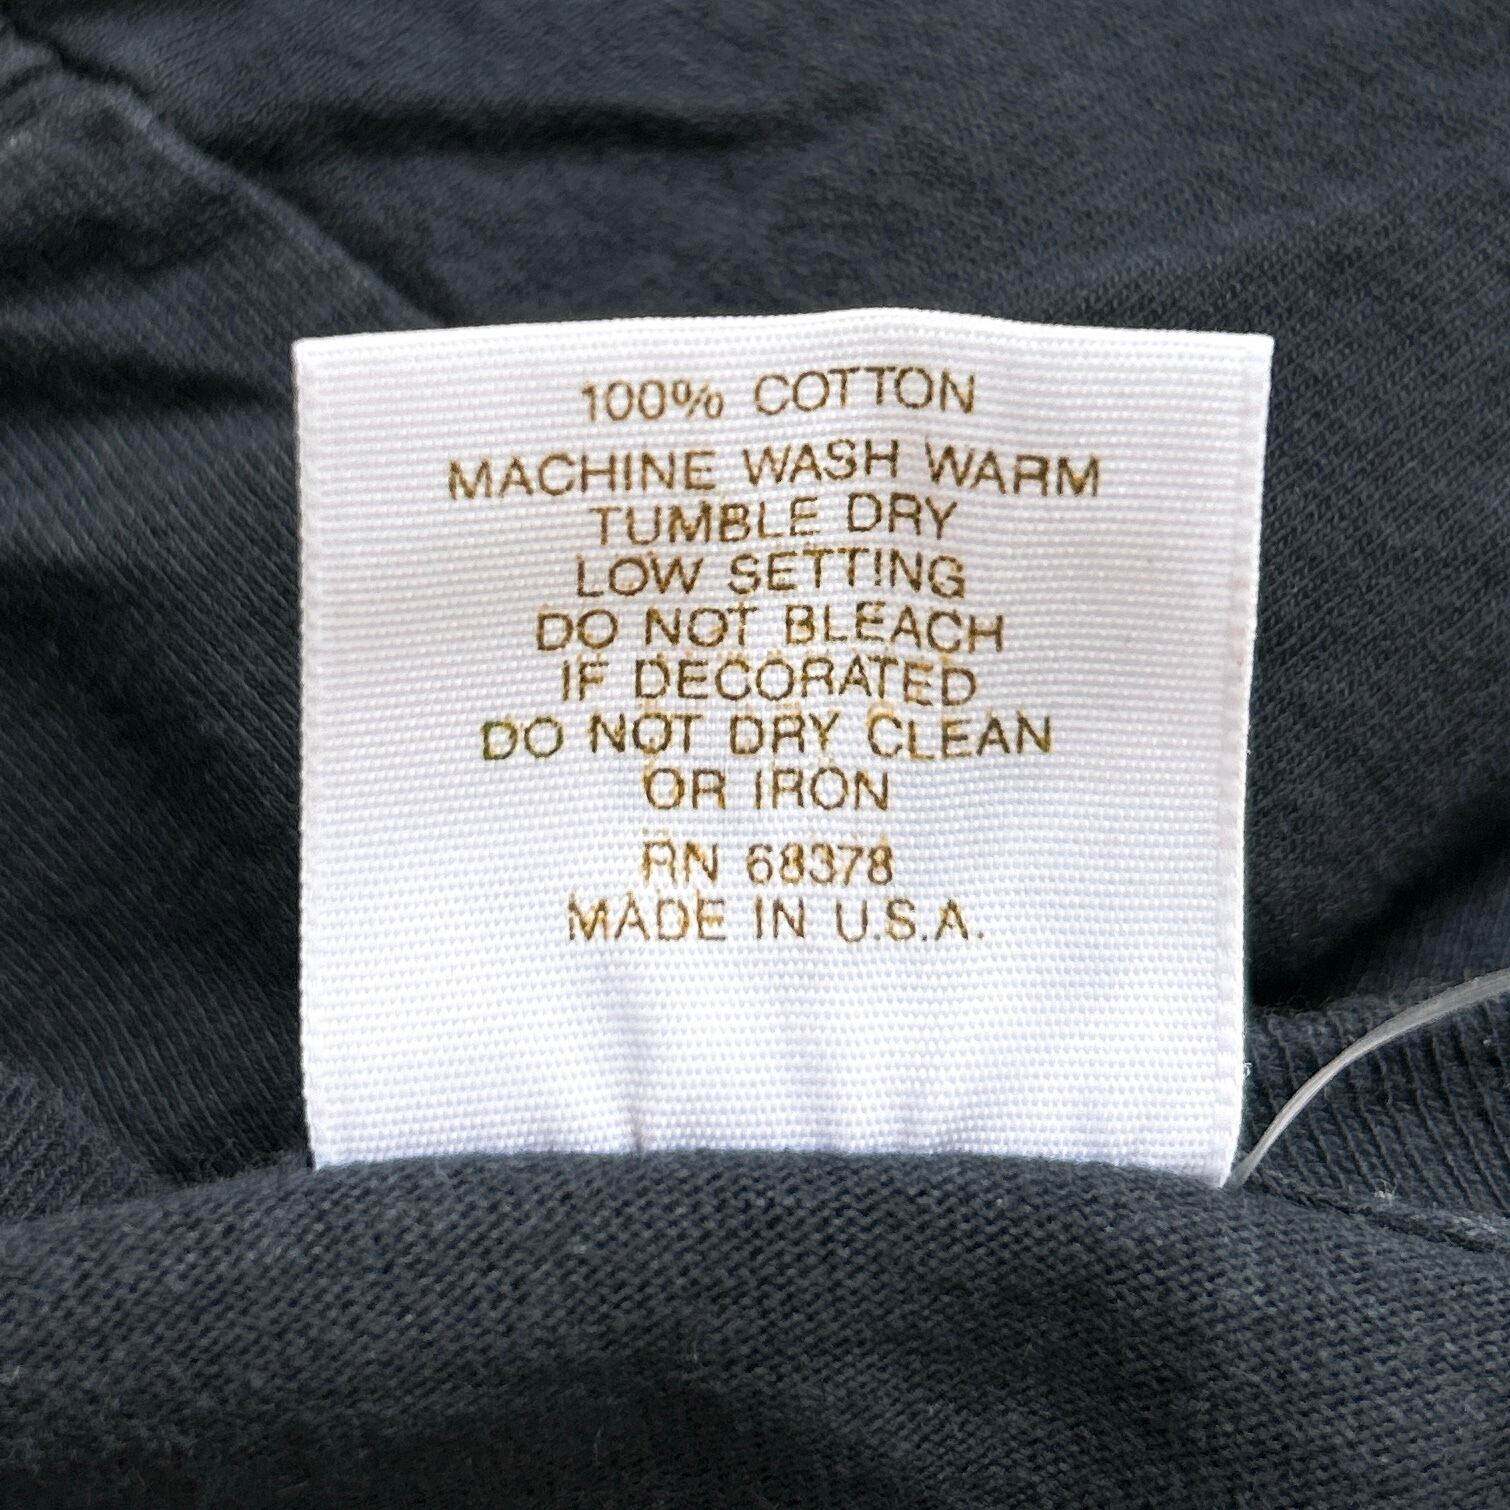 100% COTTON
MACHINE WASH WARM
TUMBLE DRY
LOW SETTING
DO NOT BLEACH
IF DECORATED
DO NOT DRY CLEAN
OR IRON
RN 68378
MADE IN U.S.A.